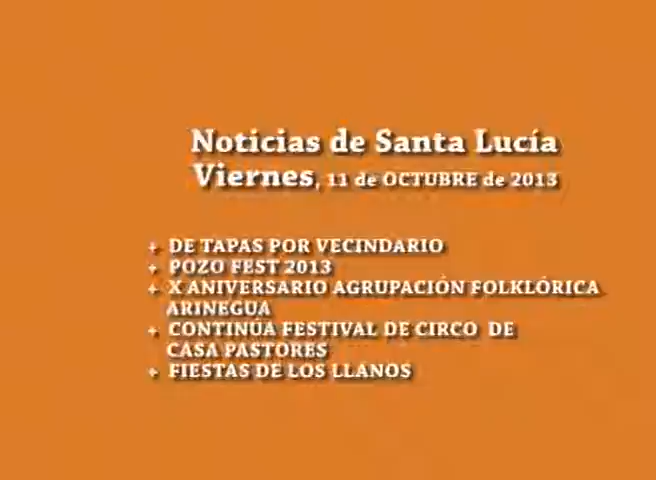 Noticias de Santa Lucía
Viernes, 11 de OCTUBRE de 2013
+ DE TAPAS POR VECINDARIO
+ POZO FEST 2013
+ X ANIVERSARIO AGRUPACIÓN FOLKLÓRICA
ARINEGUA
+ CONTINÚA FESTIVAL DE CIRCO DE
CASA PASTORES
+ FIESTAS DE LOS LLANOS